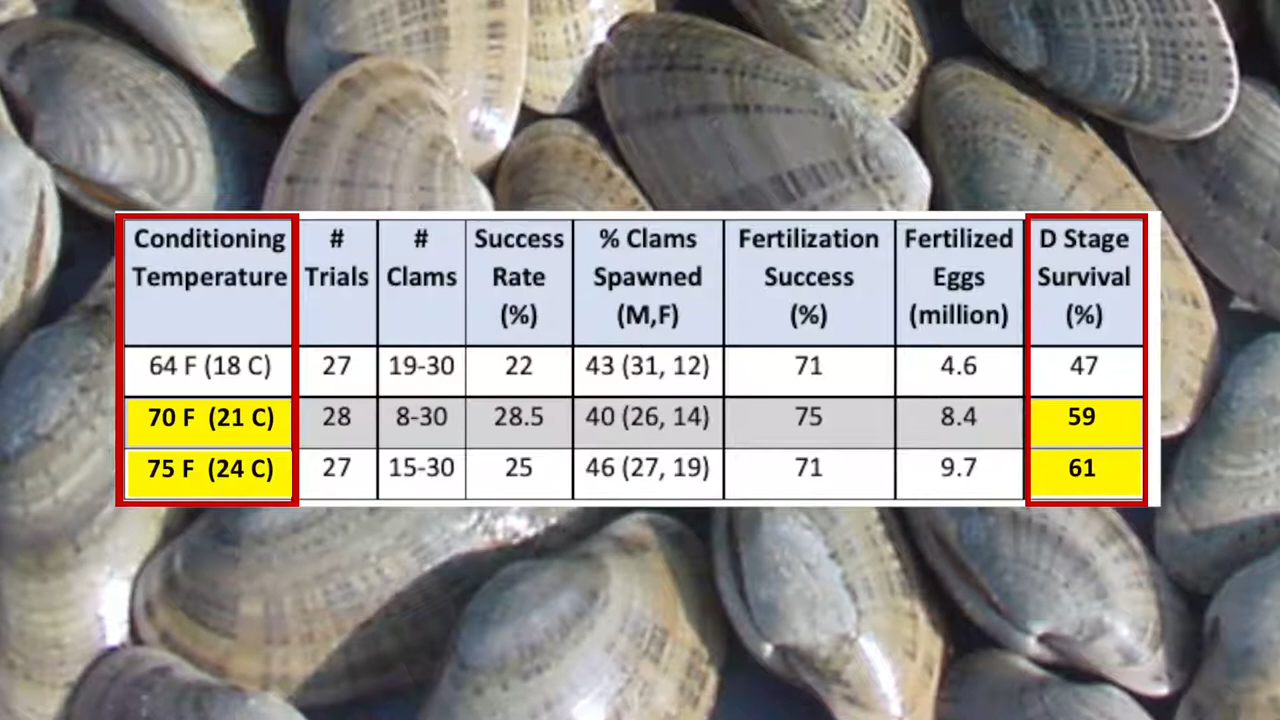 Conditioning Temperature # Trials # Clams Success Rate (%) % Clams Spawned (M,F) Fertilization Success (%) Fertilized Eggs (million) D Stage Survival (%)
64 F (18 C) 27 19-30 22 43 (31, 12) 71 4.6 47
70 F (21 C) 28 8-30 28.5 40 (26, 14) 75 8.4 59
75 F (24 C) 27 15-30 25 46 (27, 19) 71 9.7 61